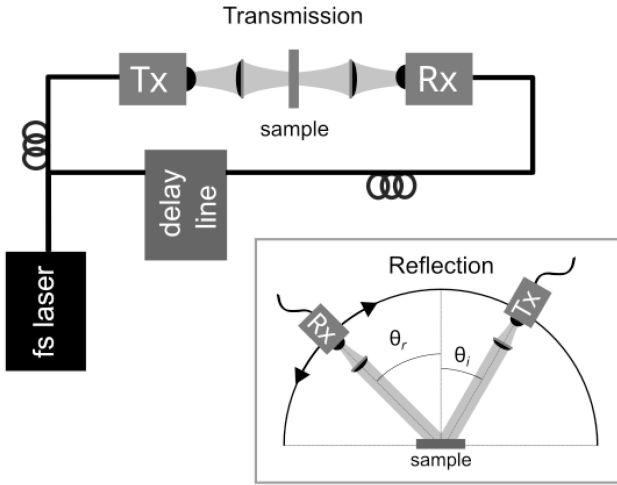 Transmission
Tx
Rx
sample
delay
line
fs laser
Reflection
Rx
Tx
θr
θi
sample